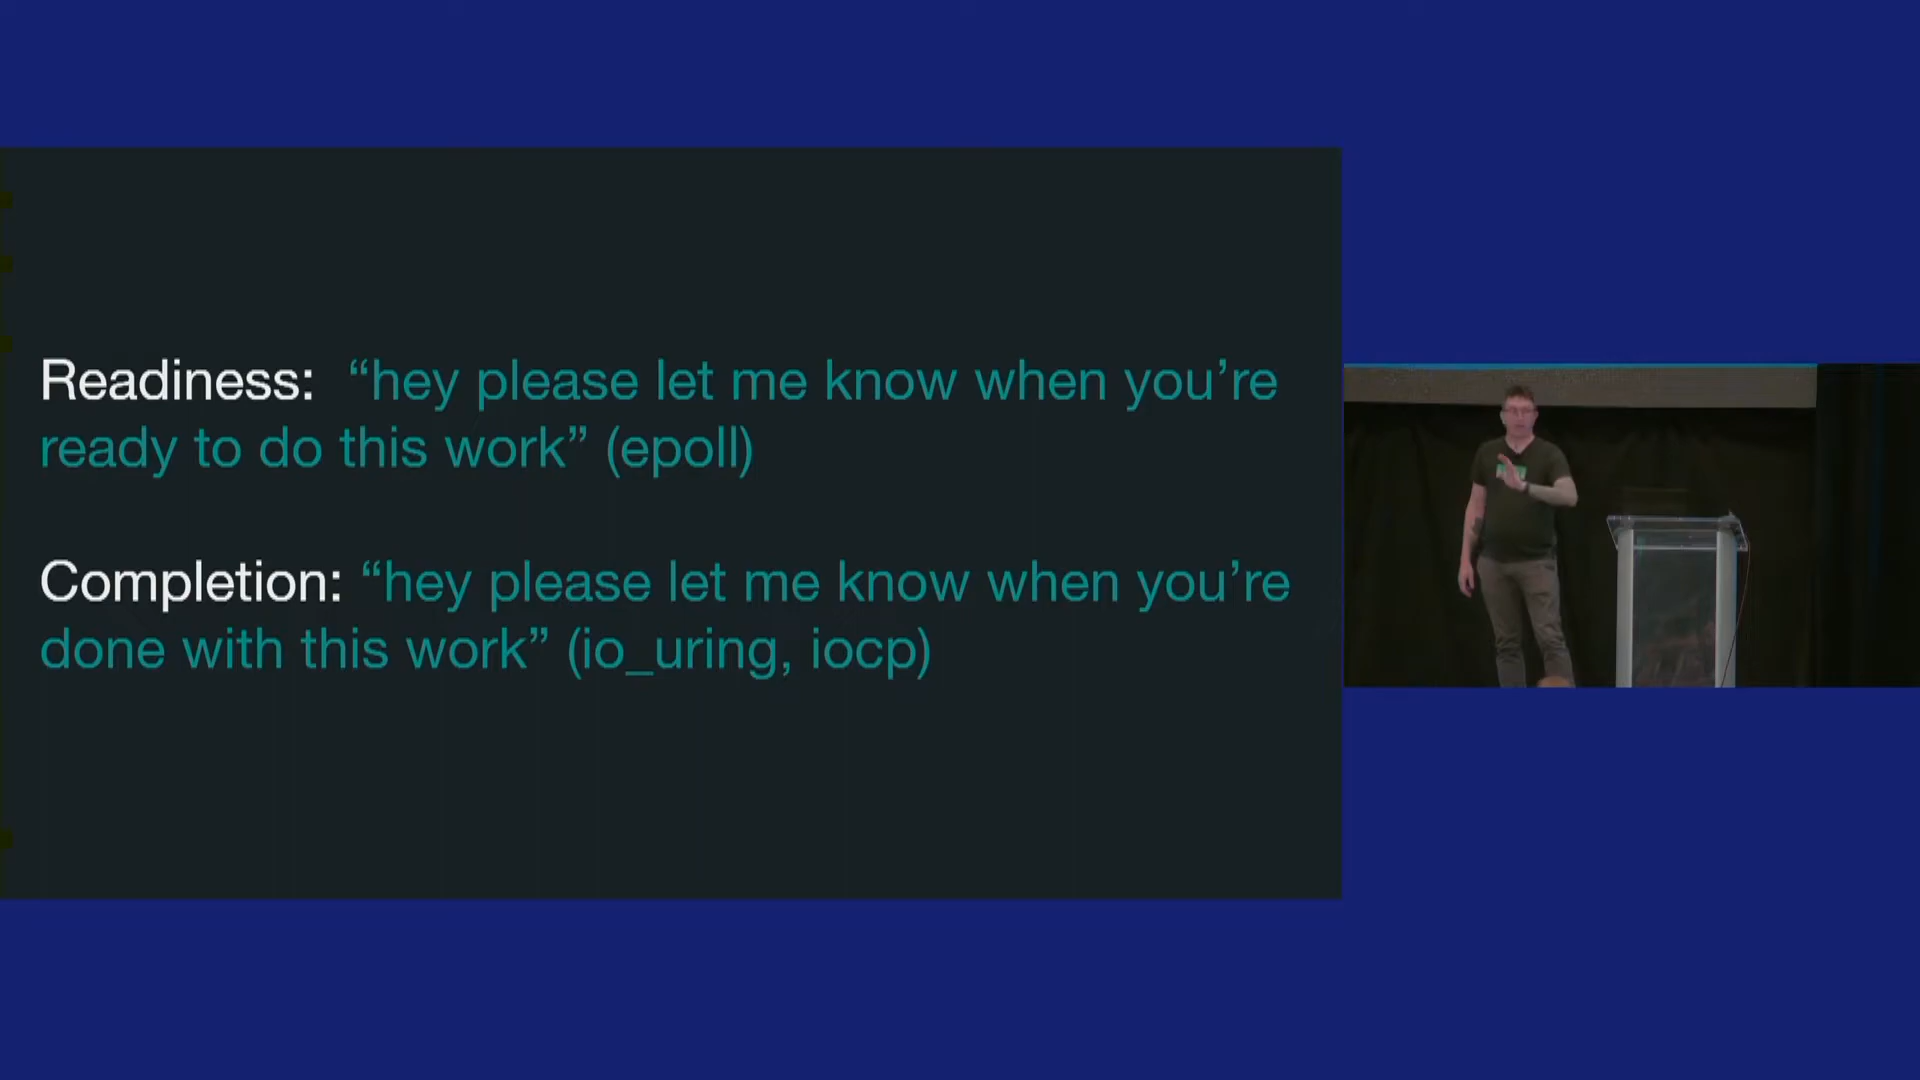 Readiness: “hey please let me know when you’re
ready to do this work” (epoll)
Completion: “hey please let me know when you’re
done with this work” (io_uring, iocp)